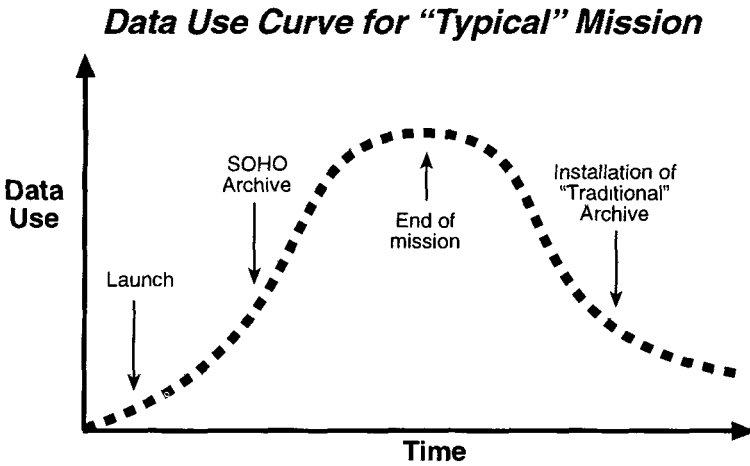 Data Use Curve for “Typical” Mission
SOHO
Archive
Installation of
“Traditional”
Archive
Data
Use
End of
mission
Launch
Time